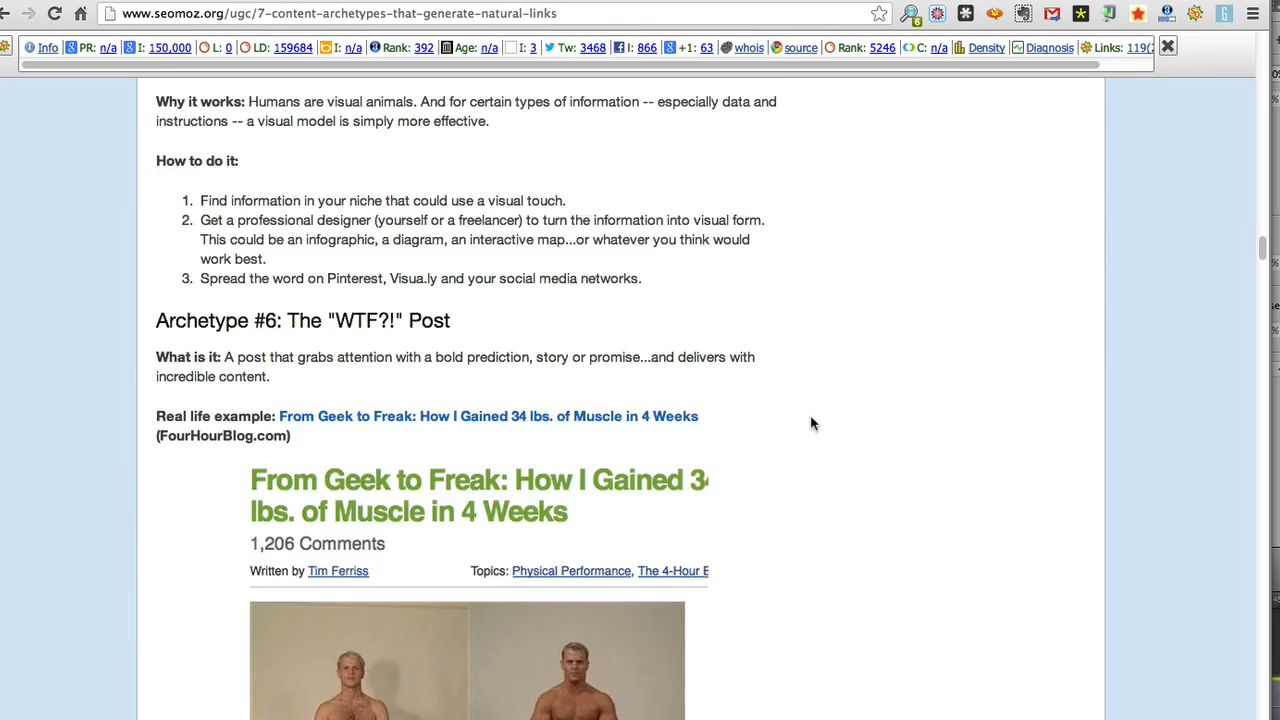 www.seomoz.org/ugc/7-content-archetypes-that-generate-natural-links
6
Info PR: n/a I: 150,000 L: 0 LD: 159684 I: n/a Rank: 392 Age: n/a I: 3 Tw: 3468 I: 866 +1: 63 whois source Rank: 5246 C: n/a Density Diagnosis Links: 119(2
Why it works: Humans are visual animals. And for certain types of information -- especially data and
instructions -- a visual model is simply more effective.
How to do it:
1. Find information in your niche that could use a visual touch.
2. Get a professional designer (yourself or a freelancer) to turn the information into visual form.
This could be an infographic, a diagram, an interactive map...or whatever you think would
work best.
3. Spread the word on Pinterest, Visua.ly and your social media networks.
Archetype #6: The "WTF?!" Post
What is it: A post that grabs attention with a bold prediction, story or promise...and delivers with
incredible content.
Real life example: From Geek to Freak: How I Gained 34 lbs. of Muscle in 4 Weeks
(FourHourBlog.com)
From Geek to Freak: How I Gained 34
lbs. of Muscle in 4 Weeks
1,206 Comments
Written by Tim Ferriss Topics: Physical Performance, The 4-Hour B